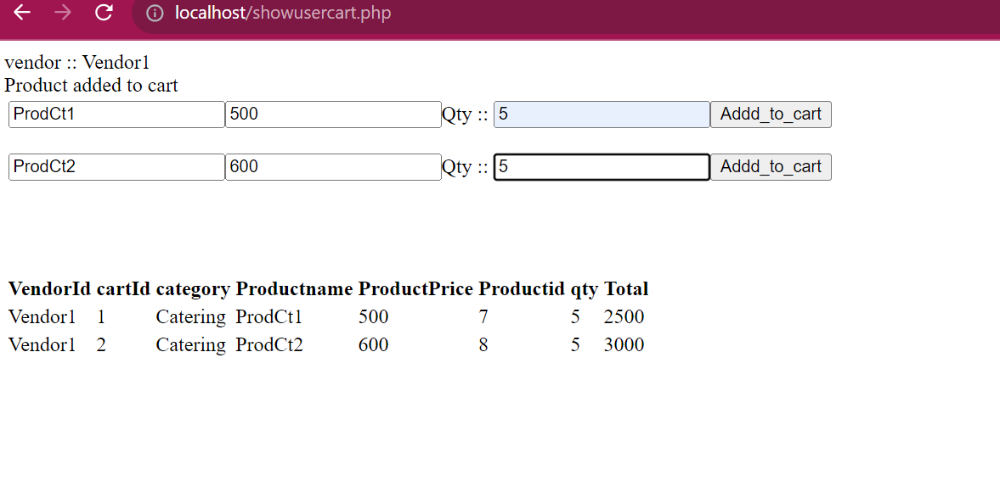 localhost/showusercart.php
vendor :: Vendor1
Product added to cart
ProdCt1 500 Qty :: 5 Addd_to_cart
ProdCt2 600 Qty :: 5 Addd_to_cart
VendorId cartId category Productname ProductPrice Productid qty Total
Vendor1 1 Catering ProdCt1 500 7 5 2500
Vendor1 2 Catering ProdCt2 600 8 5 3000